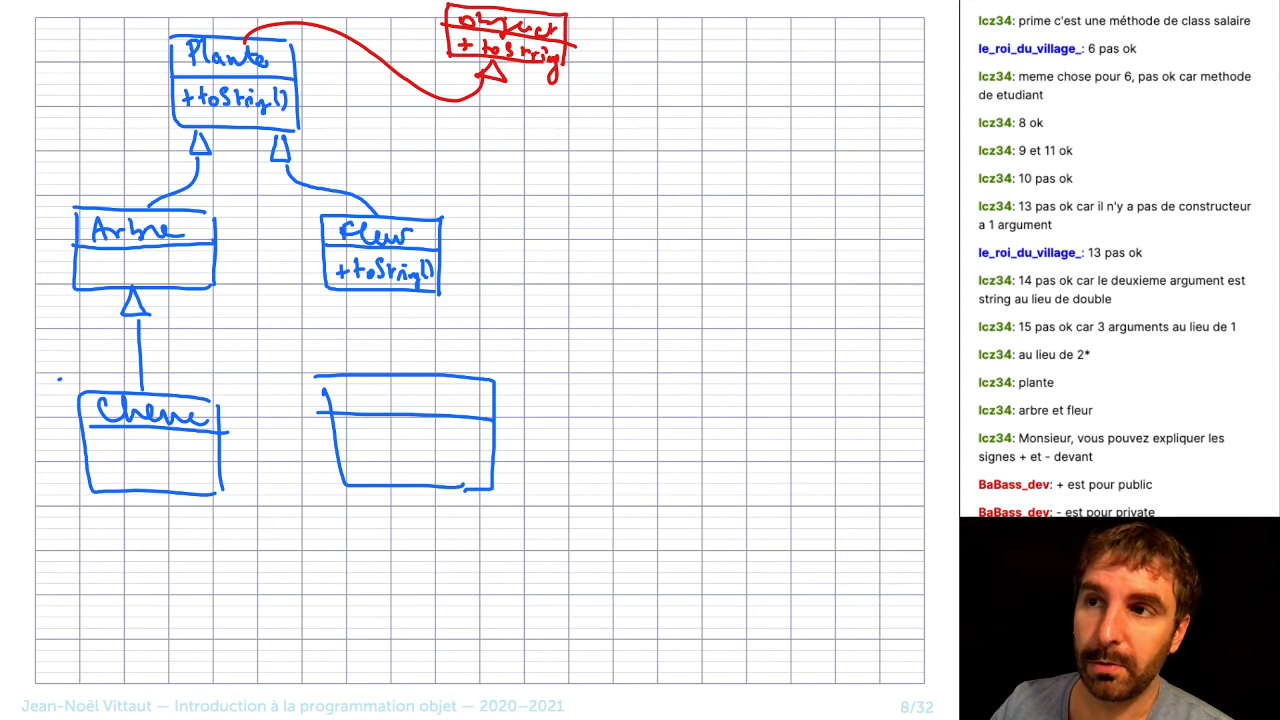 Plante
+ toString()
object
+ toString
Arbre
Fleur
+ toString()
Chene
lcz34: prime c'est une méthode de class salaire
le_roi_du_village_: 6 pas ok
lcz34: meme chose pour 6, pas ok car methode
de etudiant
lcz34: 8 ok
lcz34: 9 et 11 ok
lcz34: 10 pas ok
lcz34: 13 pas ok car il n'y a pas de constructeur
a 1 argument
le_roi_du_village_: 13 pas ok
lcz34: 14 pas ok car le deuxieme argument est
string au lieu de double
lcz34: 15 pas ok car 3 arguments au lieu de 1
lcz34: au lieu de 2*
lcz34: plante
lcz34: arbre et fleur
lcz34: Monsieur, vous pouvez expliquer les
signes + et - devant
BaBass_dev: + est pour public
BaBass_dev: - est pour private
Jean-Noël Vittaut — Introduction à la programmation objet — 2020–2021
8/32